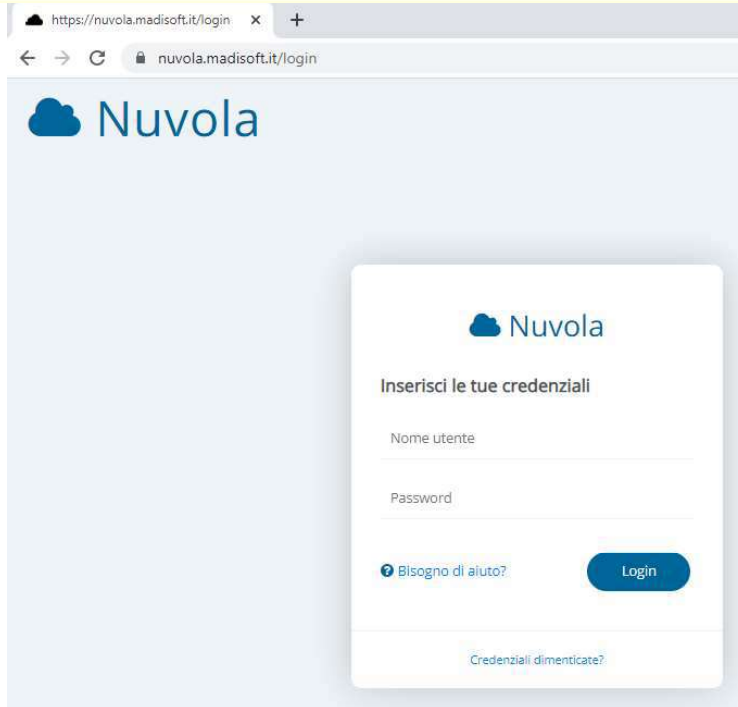 https://nuvola.madisoft.it/login
nuvola.madisoft.it/login
Nuvola
Nuvola
Inserisci le tue credenziali
Nome utente
Password
Bisogno di aiuto?
Login
Credenziali dimenticate?